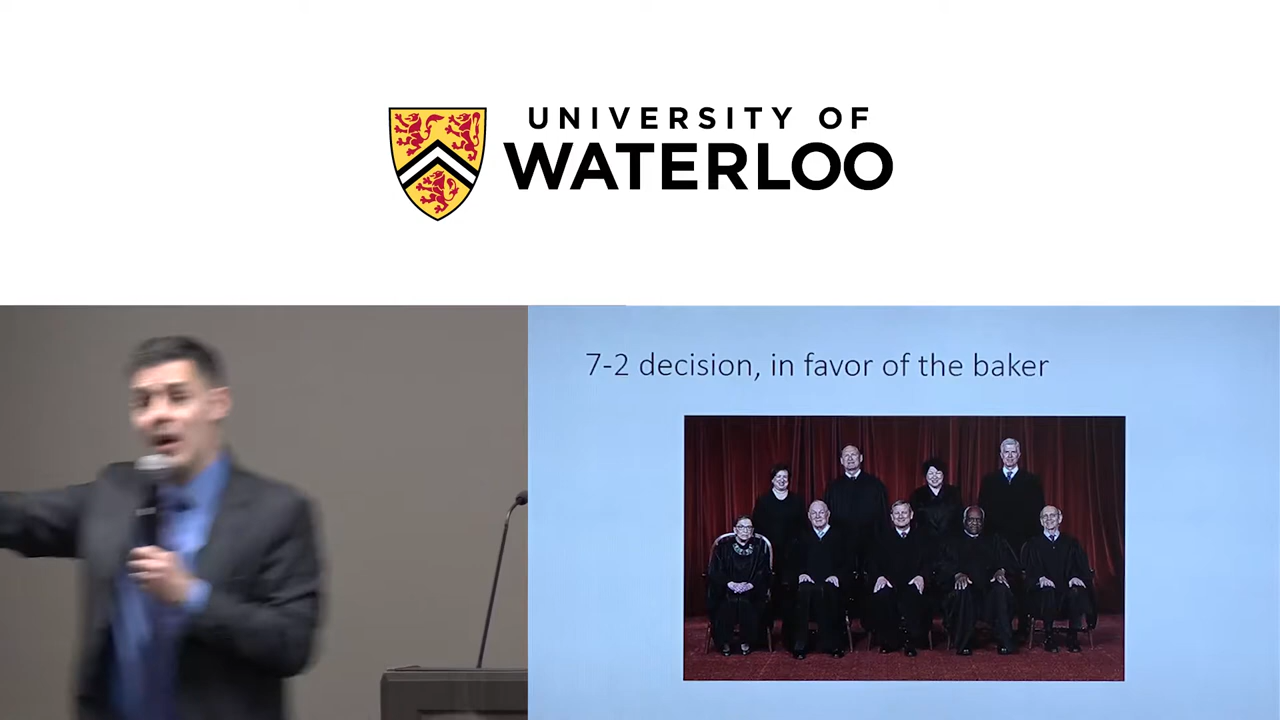 UNIVERSITY OF
WATERLOO
7-2 decision, in favor of the baker